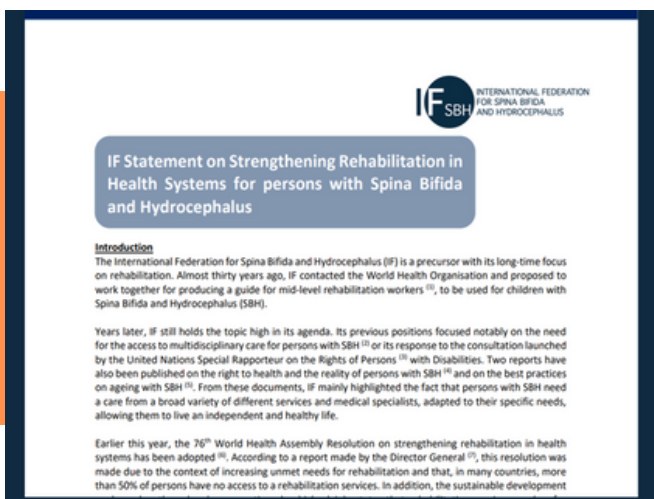 IF SBH
INTERNATIONAL FEDERATION
FOR SPINA BIFIDA
AND HYDROCEPHALUS
IF Statement on Strengthening Rehabilitation in
Health Systems for persons with Spina Bifida
and Hydrocephalus
Introduction
The International Federation for Spina Bifida and Hydrocephalus (IF) is a precursor with its long-time focus
on rehabilitation. Almost thirty years ago, IF contacted the World Health Organisation and proposed to
work together for producing a guide for mid-level rehabilitation workers (1), to be used for children with
Spina Bifida and Hydrocephalus (SBH).
Years later, IF still holds the topic high in its agenda. Its previous positions focused notably on the need
for the access to multidisciplinary care for persons with SBH (2) or its response to the consultation launched
by the United Nations Special Rapporteur on the Rights of Persons (3) with Disabilities. Two reports have
also been published on the right to health and the reality of persons with SBH (4) and on the best practices
on ageing with SBH (5). From these documents, IF mainly highlighted the fact that persons with SBH need
a care from a broad variety of different services and medical specialists, adapted to their specific needs,
allowing them to live an independent and healthy life.
Earlier this year, the 76th World Health Assembly Resolution on strengthening rehabilitation in health
systems has been adopted (6). According to a report made by the Director General (7), this resolution was
made due to the context of increasing unmet needs for rehabilitation and that, in many countries, more
than 50% of persons have no access to a rehabilitation services. In addition, the sustainable development